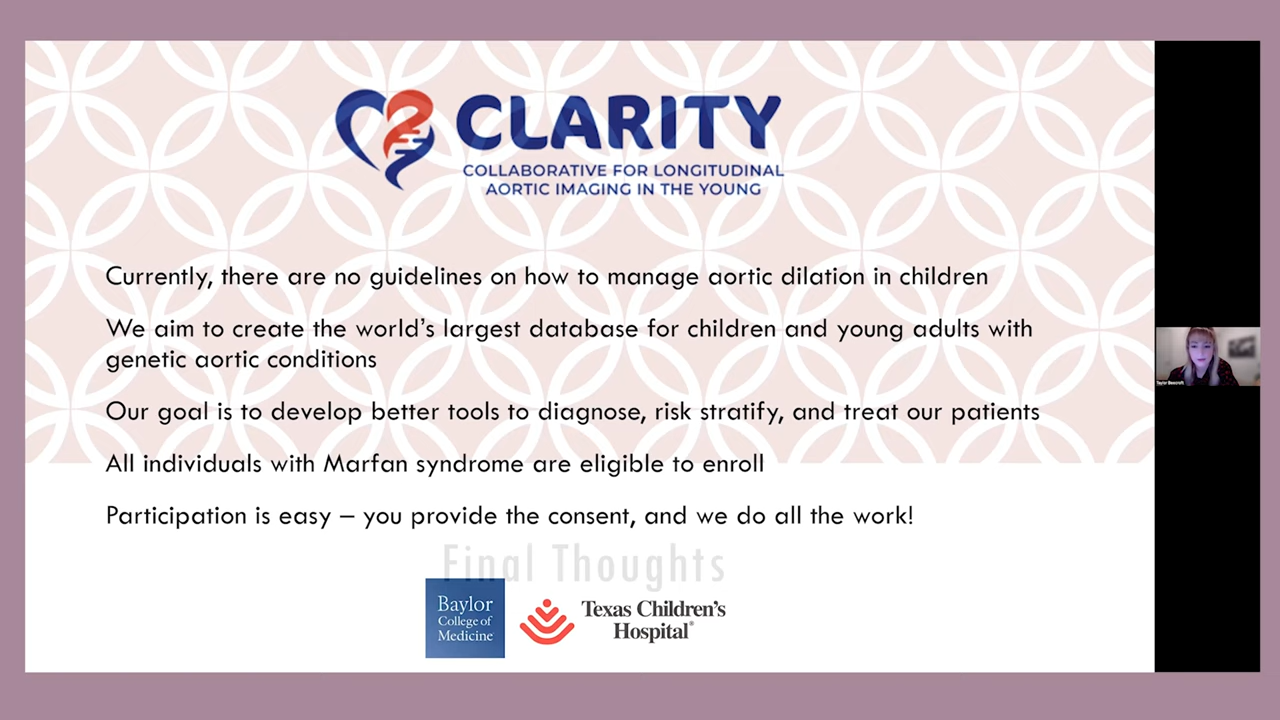 CLARITY
COLLABORATIVE FOR LONGITUDINAL
AORTIC IMAGING IN THE YOUNG
Currently, there are no guidelines on how to manage aortic dilation in children
We aim to create the world's largest database for children and young adults with
genetic aortic conditions
Our goal is to develop better tools to diagnose, risk stratify, and treat our patients
All individuals with Marfan syndrome are eligible to enroll
Participation is easy – you provide the consent, and we do all the work!
Final Thoughts
Baylor
College of
Medicine
Texas Children's
Hospital®
Taylor Beecroft